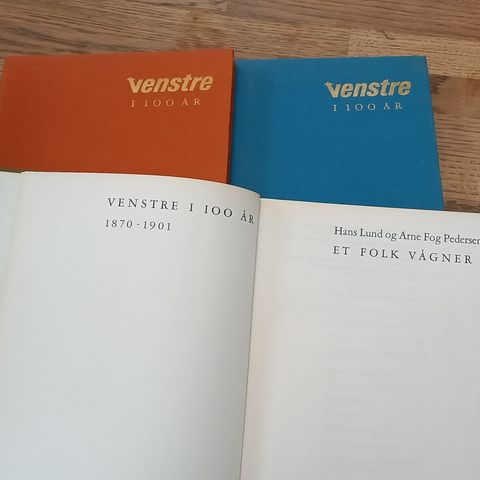 Venstre
I 100 ÅR
Venstre
I 100 ÅR
VENSTRE I 100 ÅR
1870-1901
Hans Lund og Arne Fog Pedersen
ET FOLK VÅGNER